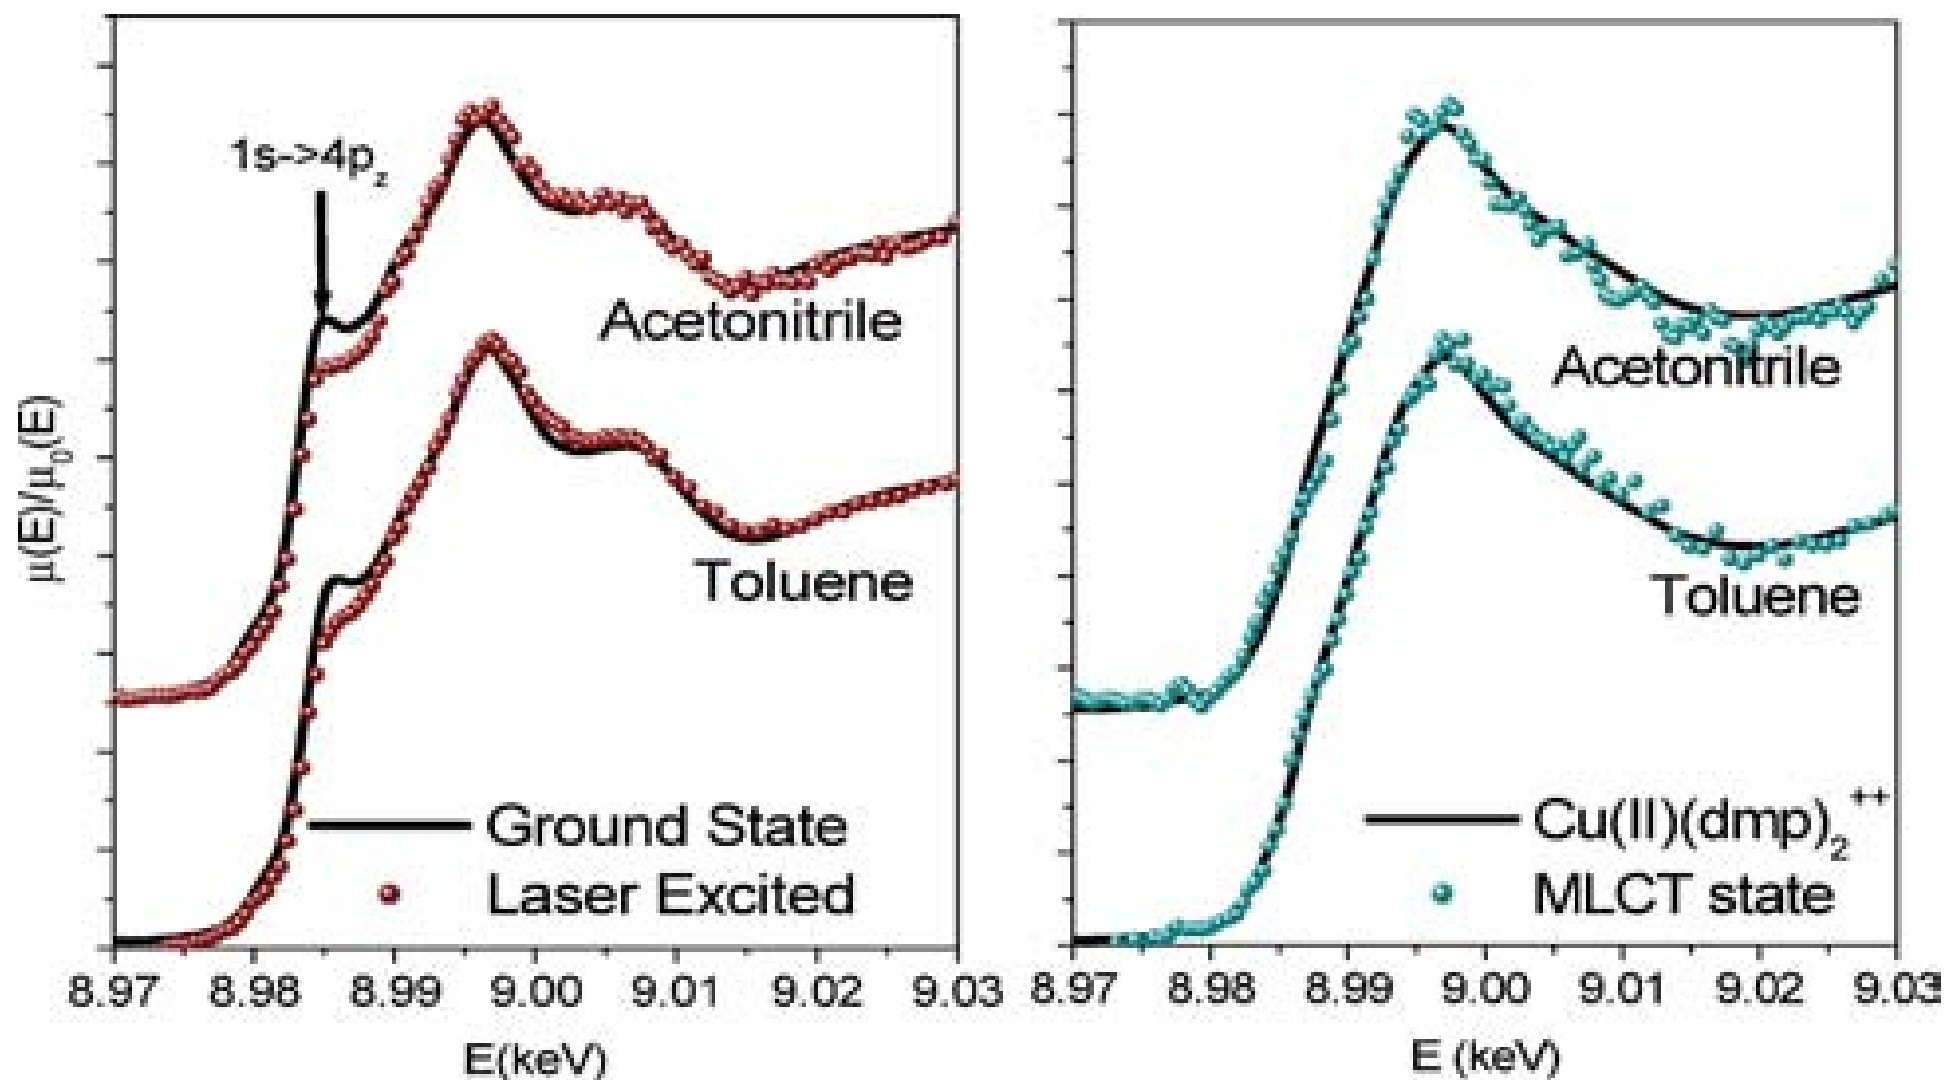 1s->4p_z
Acetonitrile
Toluene
Ground State
Laser Excited
μ(E)/μ₀(E)
8.97 8.98 8.99 9.00 9.01 9.02 9.03
E(keV)
Acetonitrile
Toluene
Cu(II)(dmp)₂⁺⁺
MLCT state
8.97 8.98 8.99 9.00 9.01 9.02 9.03
E (keV)